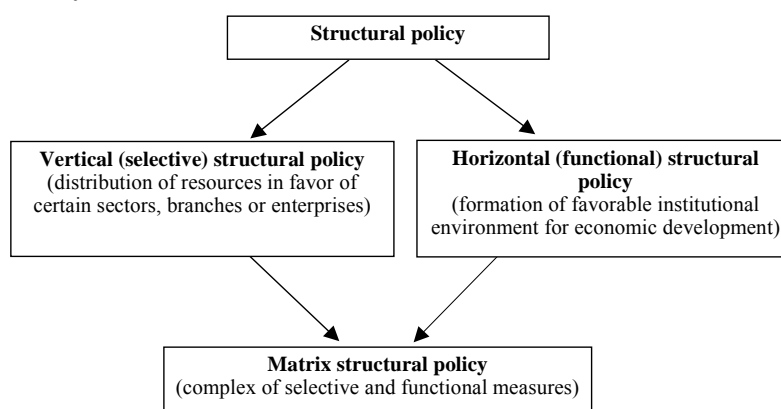 Structural policy
Vertical (selective) structural policy
(distribution of resources in favor of
certain sectors, branches or enterprises)
Horizontal (functional) structural
policy
(formation of favorable institutional
environment for economic development)
Matrix structural policy
(complex of selective and functional measures)